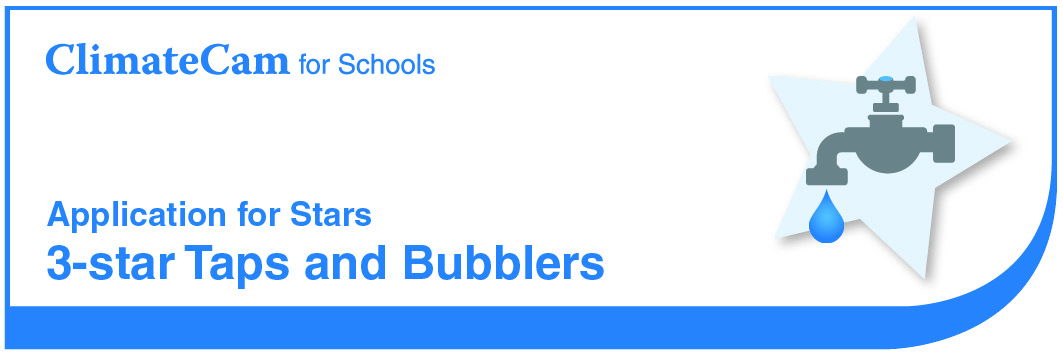 ClimateCam for Schools
Application for Stars
3-star Taps and Bubblers